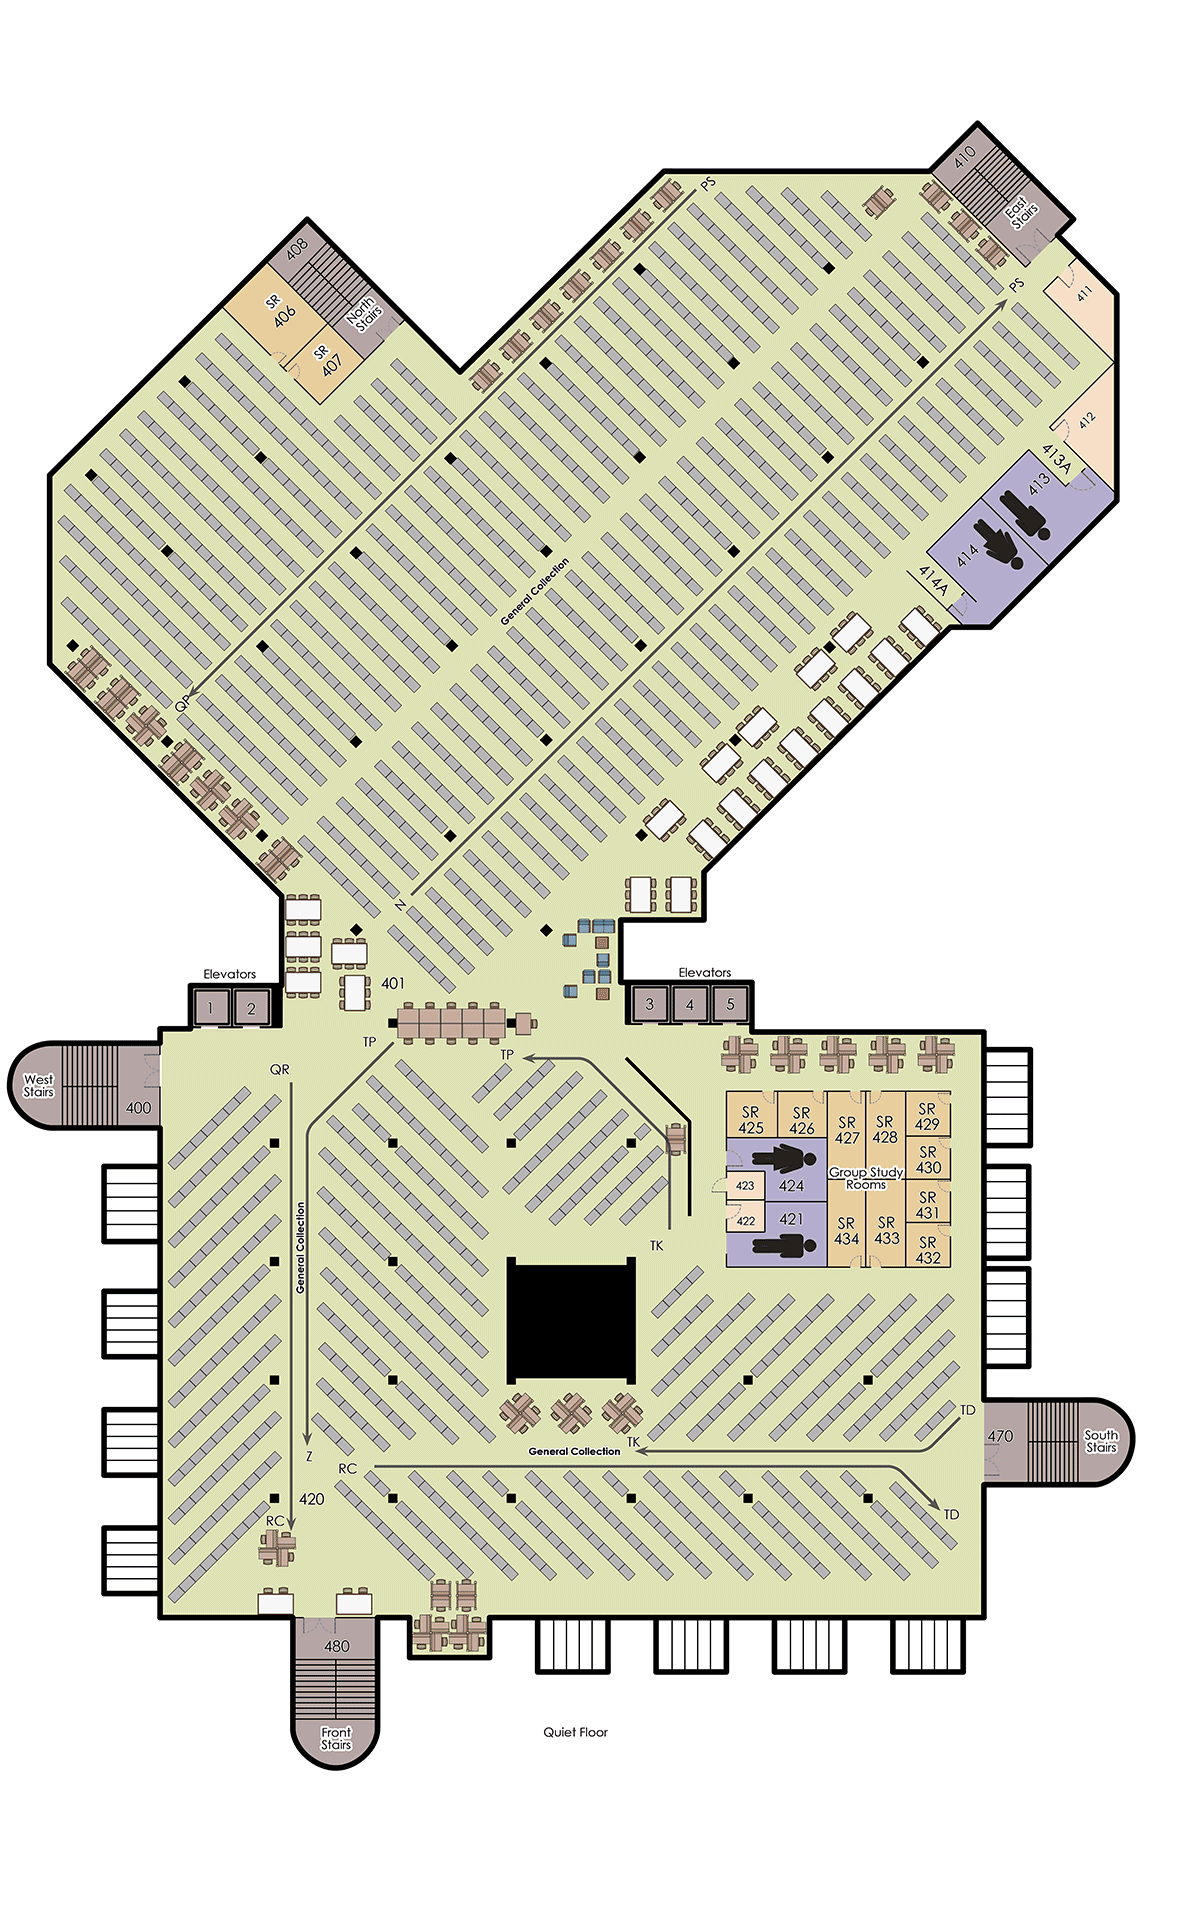 410
East
Stairs
PS
408
North
Stairs
SR
406
SR
407
PS
411
412
413A
413
414
414A
General Collection
QP
Z
401
Elevators
1
2
Elevators
3
4
5
TP
TP
QR
West
Stairs
400
SR
425
SR
426
SR
427
SR
428
SR
429
SR
430
Group Study
Rooms
423
424
422
421
SR
431
SR
432
SR
433
SR
434
TK
General Collection
TD
TK
General Collection
470
South
Stairs
Z
RC
420
RC
TD
480
Front
Stairs
Quiet Floor